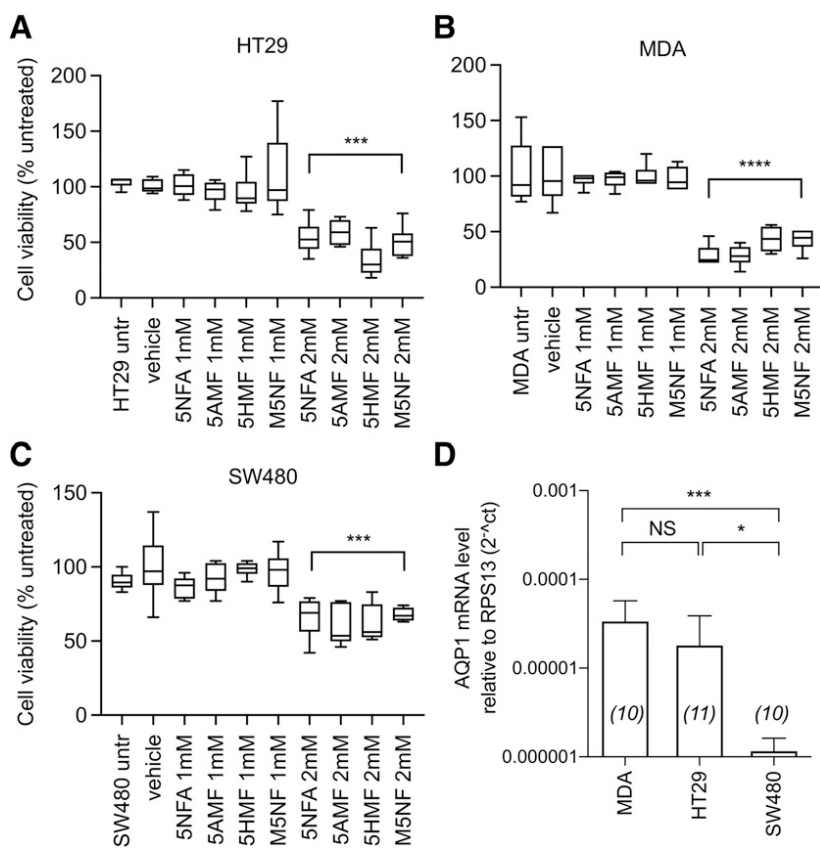 A
HT29
Cell viability (% untreated)
200
150
100
50
0
***
HT29 untr
vehicle
5NFA 1mM
5AMF 1mM
5HMF 1mM
M5NF 1mM
5NFA 2mM
5AMF 2mM
5HMF 2mM
M5NF 2mM
B
MDA
200
150
100
50
0
****
MDA untr
vehicle
5NFA 1mM
5AMF 1mM
5HMF 1mM
M5NF 1mM
5NFA 2mM
5AMF 2mM
5HMF 2mM
M5NF 2mM
C
SW480
Cell viability (% untreated)
150
100
50
0
***
SW480 untr
vehicle
5NFA 1mM
5AMF 1mM
5HMF 1mM
M5NF 1mM
5NFA 2mM
5AMF 2mM
5HMF 2mM
M5NF 2mM
D
AQP1 mRNA level
relative to RPS13 (2-^ct)
0.001
0.0001
0.00001
0.000001
***
NS
*
(10)
(11)
(10)
MDA
HT29
SW480